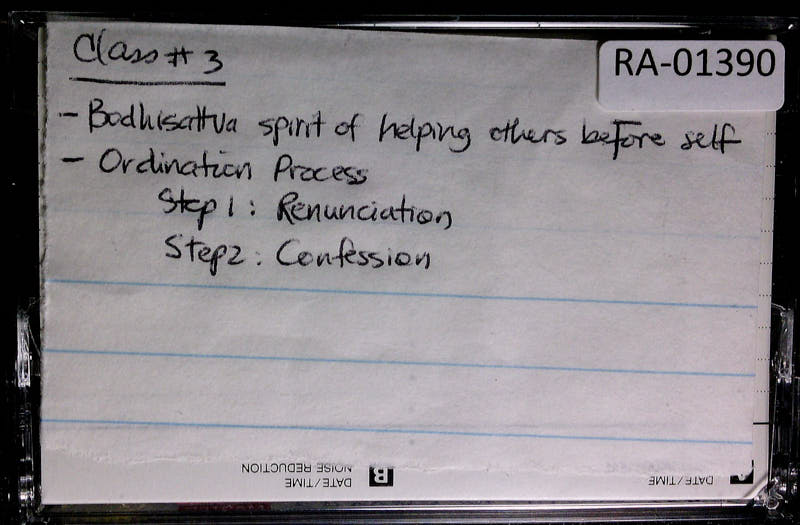 Class # 3
RA-01390
- Bodhisattva spirit of helping others before self
- Ordination Process
Step 1: Renunciation
Step 2: Confession
B DATE/TIME
NOISE REDUCTION
A DATE/TIME